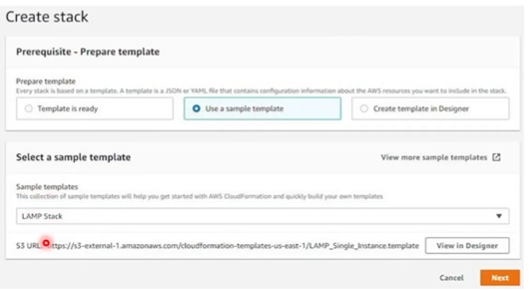 Create stack
Prerequisite - Prepare template
Prepare template
Every stack is based on a template. A template is a JSON or YAML file that contains configuration information about the AWS resources you want to include in the stack.
Template is ready
Use a sample template
Create template in Designer
Select a sample template
View more sample templates
Sample templates
This collection of sample templates will help you get started with AWS CloudFormation and quickly build your own templates
LAMP Stack
S3 URL: https://s3-external-1.amazonaws.com/cloudformation-templates-us-east-1/LAMP_Single_Instance.template
View in Designer
Cancel
Next